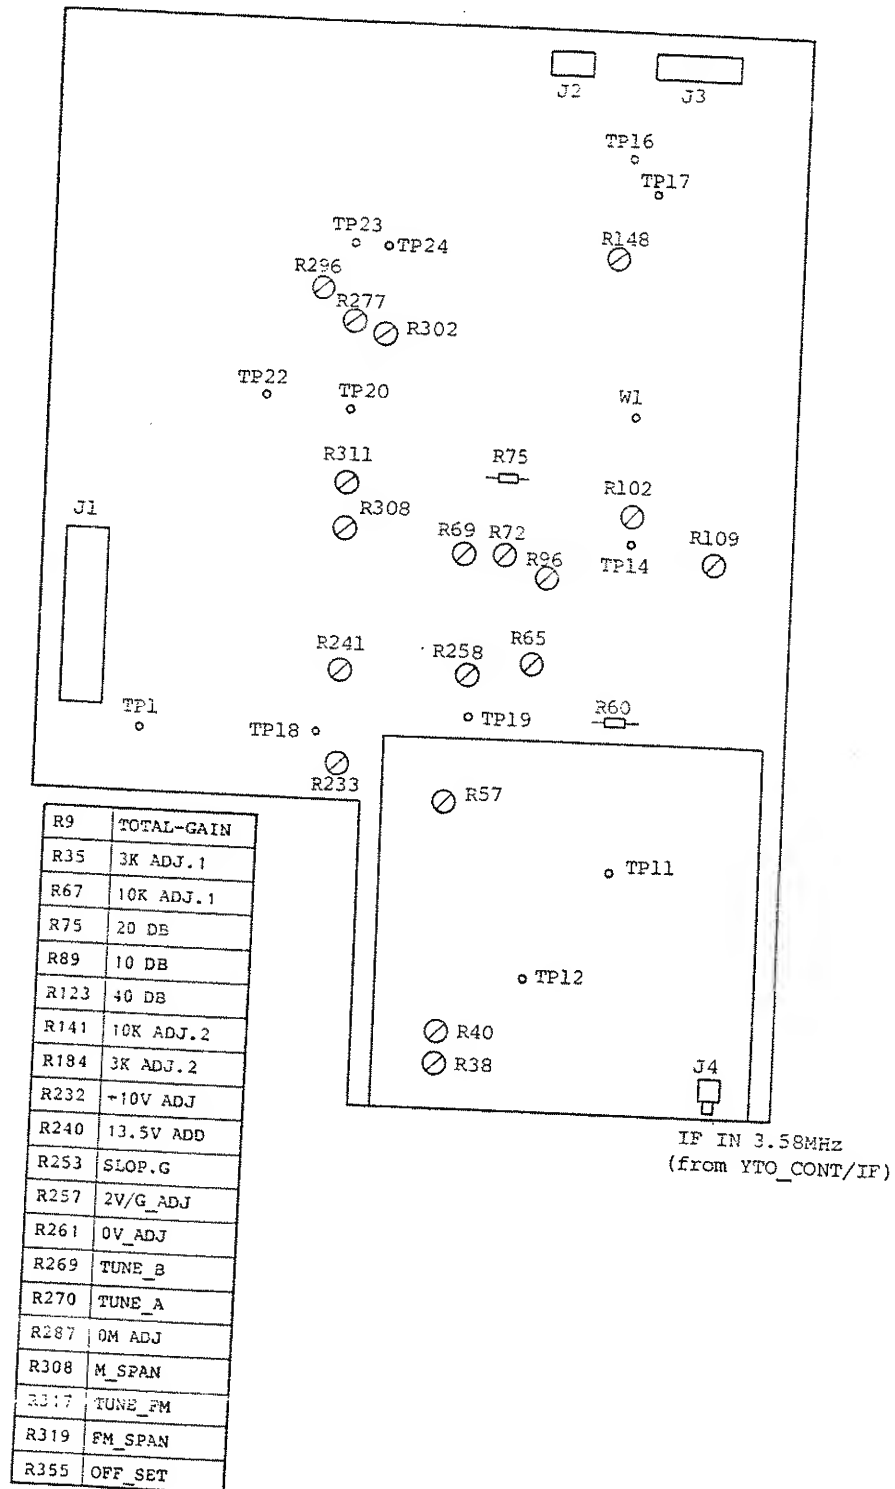 J2
J3
TP16
TP17
TP23
TP24
R148
R296
R277
R302
TP22
TP20
W1
R311
R75
R102
J1
R308
R69
R72
R96
TP14
R109
R241
R258
R65
TP1
TP18
TP19
R60
R233
R57
TP11
TP12
R40
R38
J4
IF IN 3.58MHz
(from YTO_CONT/IF)
R9 TOTAL-GAIN
R35 3K ADJ.1
R67 10K ADJ.1
R75 20 DB
R89 10 DB
R123 40 DB
R141 10K ADJ.2
R184 3K ADJ.2
R232 +10V ADJ
R240 13.5V ADD
R253 SLOP.G
R257 2V/G_ADJ
R261 0V_ADJ
R269 TUNE_B
R270 TUNE_A
R287 0M ADJ
R308 M_SPAN
R317 TUNE_FM
R319 FM_SPAN
R355 OFF_SET